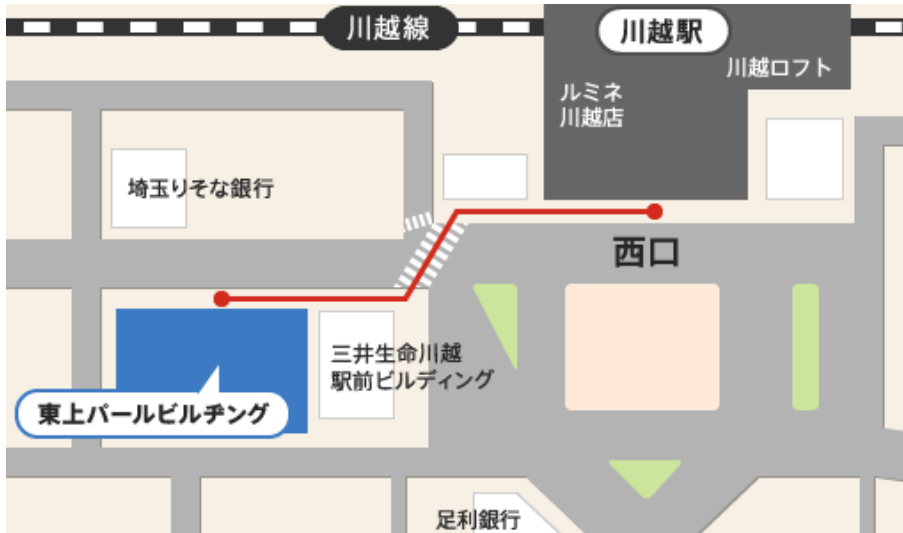 川越線
川越駅
川越ロフト
ルミネ
川越店
埼玉りそな銀行
西口
三井生命川越
駅前ビルディング
東上パールビルヂング
足利銀行